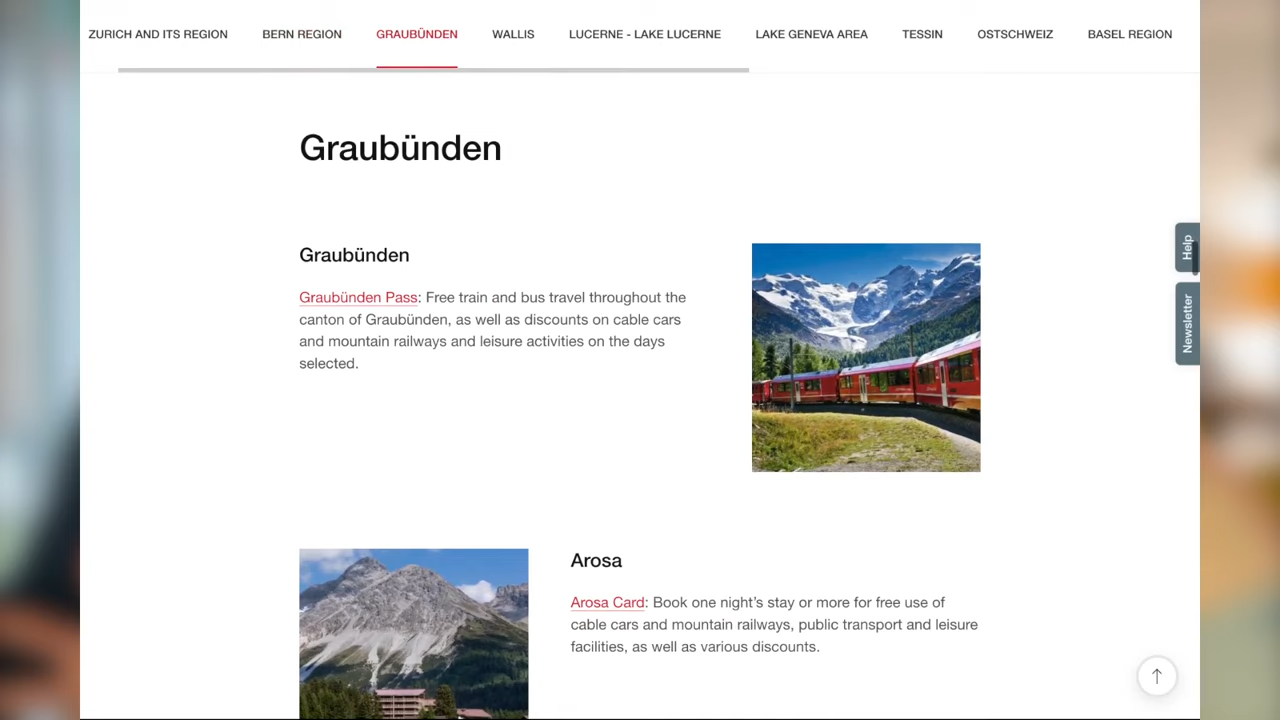 ZURICH AND ITS REGION BERN REGION GRAUBÜNDEN WALLIS LUCERNE - LAKE LUCERNE LAKE GENEVA AREA TESSIN OSTSCHWEIZ BASEL REGION
Graubünden
Graubünden
Graubünden Pass: Free train and bus travel throughout the
canton of Graubünden, as well as discounts on cable cars
and mountain railways and leisure activities on the days
selected.
Help
Newsletter
Arosa
Arosa Card: Book one night’s stay or more for free use of
cable cars and mountain railways, public transport and leisure
facilities, as well as various discounts.